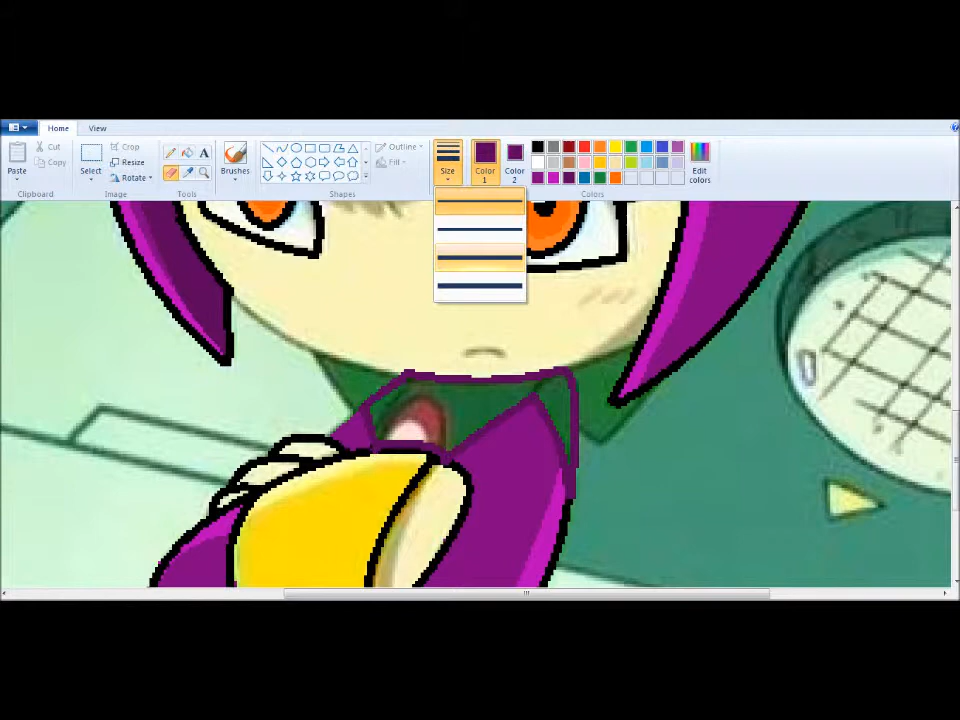 Home View
Cut
Copy
Paste
Clipboard
Select
Crop
Resize
Rotate
Image
A
Tools
Brushes
Outline
Fill
Shapes
Size
Color 1
Color 2
Edit colors
Colors